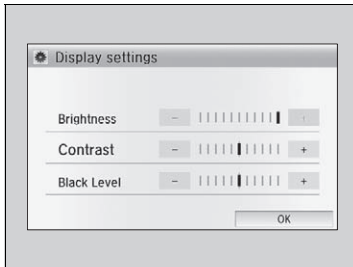 Display settings
Brightness - +
Contrast - +
Black Level - +
OK